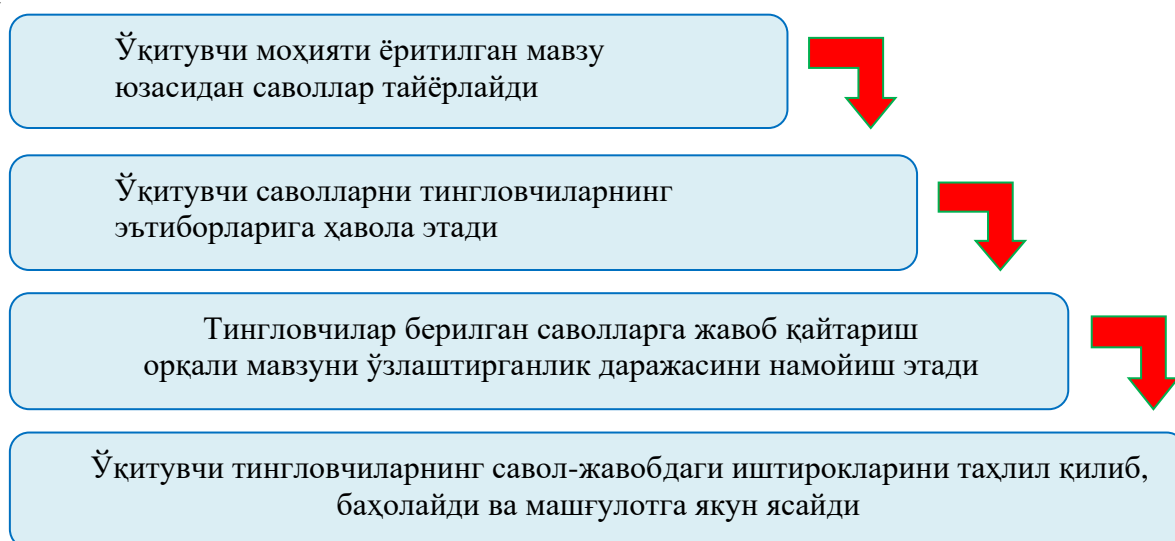 Ўқитувчи моҳияти ёритилган мавзу
юзасидан саволлар тайёрлайди
Ўқитувчи саволларни тингловчиларнинг
эътиборларига ҳавола этади
Тингловчилар берилган саволларга жавоб қайтариш
орқали мавзуни ўзлаштирганлик даражасини намойиш этади
Ўқитувчи тингловчиларнинг савол-жавобдаги иштирокларини таҳлил қилиб,
баҳолайди ва машғулотга якун ясайди